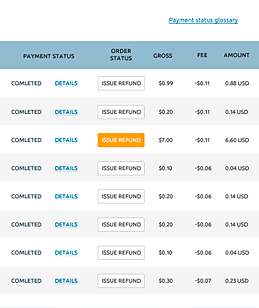 Payment status glossary
PAYMENT STATUS ORDER STATUS GROSS FEE AMOUNT
COMLETED DETAILS ISSUE REFUND $0.99 -$0.11 0.88 USD
COMLETED DETAILS ISSUE REFUND $0.20 -$0.11 0.14 USD
COMLETED DETAILS ISSUE REFUND $7.00 -$0.11 6.60 USD
COMLETED DETAILS ISSUE REFUND $0.10 -$0.06 0.04 USD
COMLETED DETAILS ISSUE REFUND $0.20 -$0.06 0.14 USD
COMLETED DETAILS ISSUE REFUND $0.20 -$0.06 0.14 USD
COMLETED DETAILS ISSUE REFUND $0.10 -$0.06 0.04 USD
COMLETED DETAILS ISSUE REFUND $0.30 -$0.07 0.23 USD